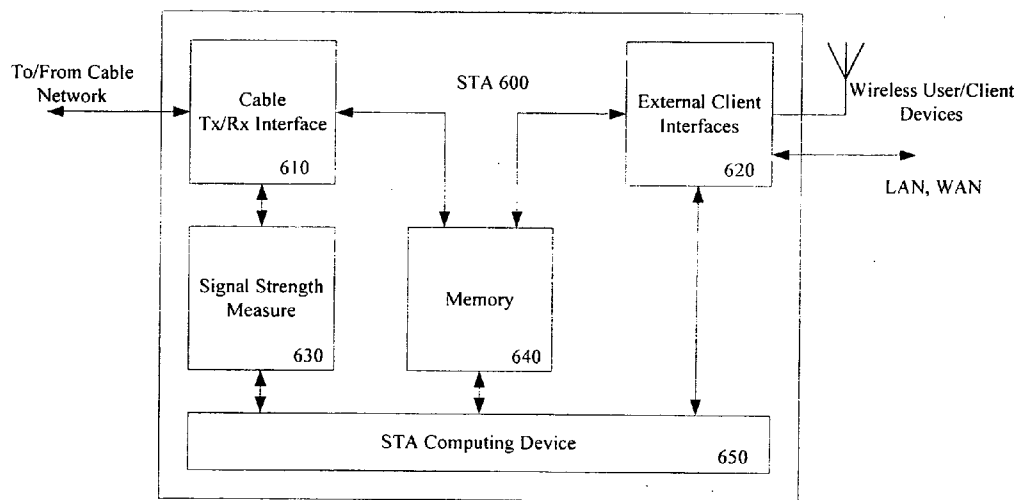 To/From Cable
Network
Cable
Tx/Rx Interface
610
STA 600
External Client
Interfaces
620
Wireless User/Client
Devices
LAN, WAN
Signal Strength
Measure
630
Memory
640
STA Computing Device
650